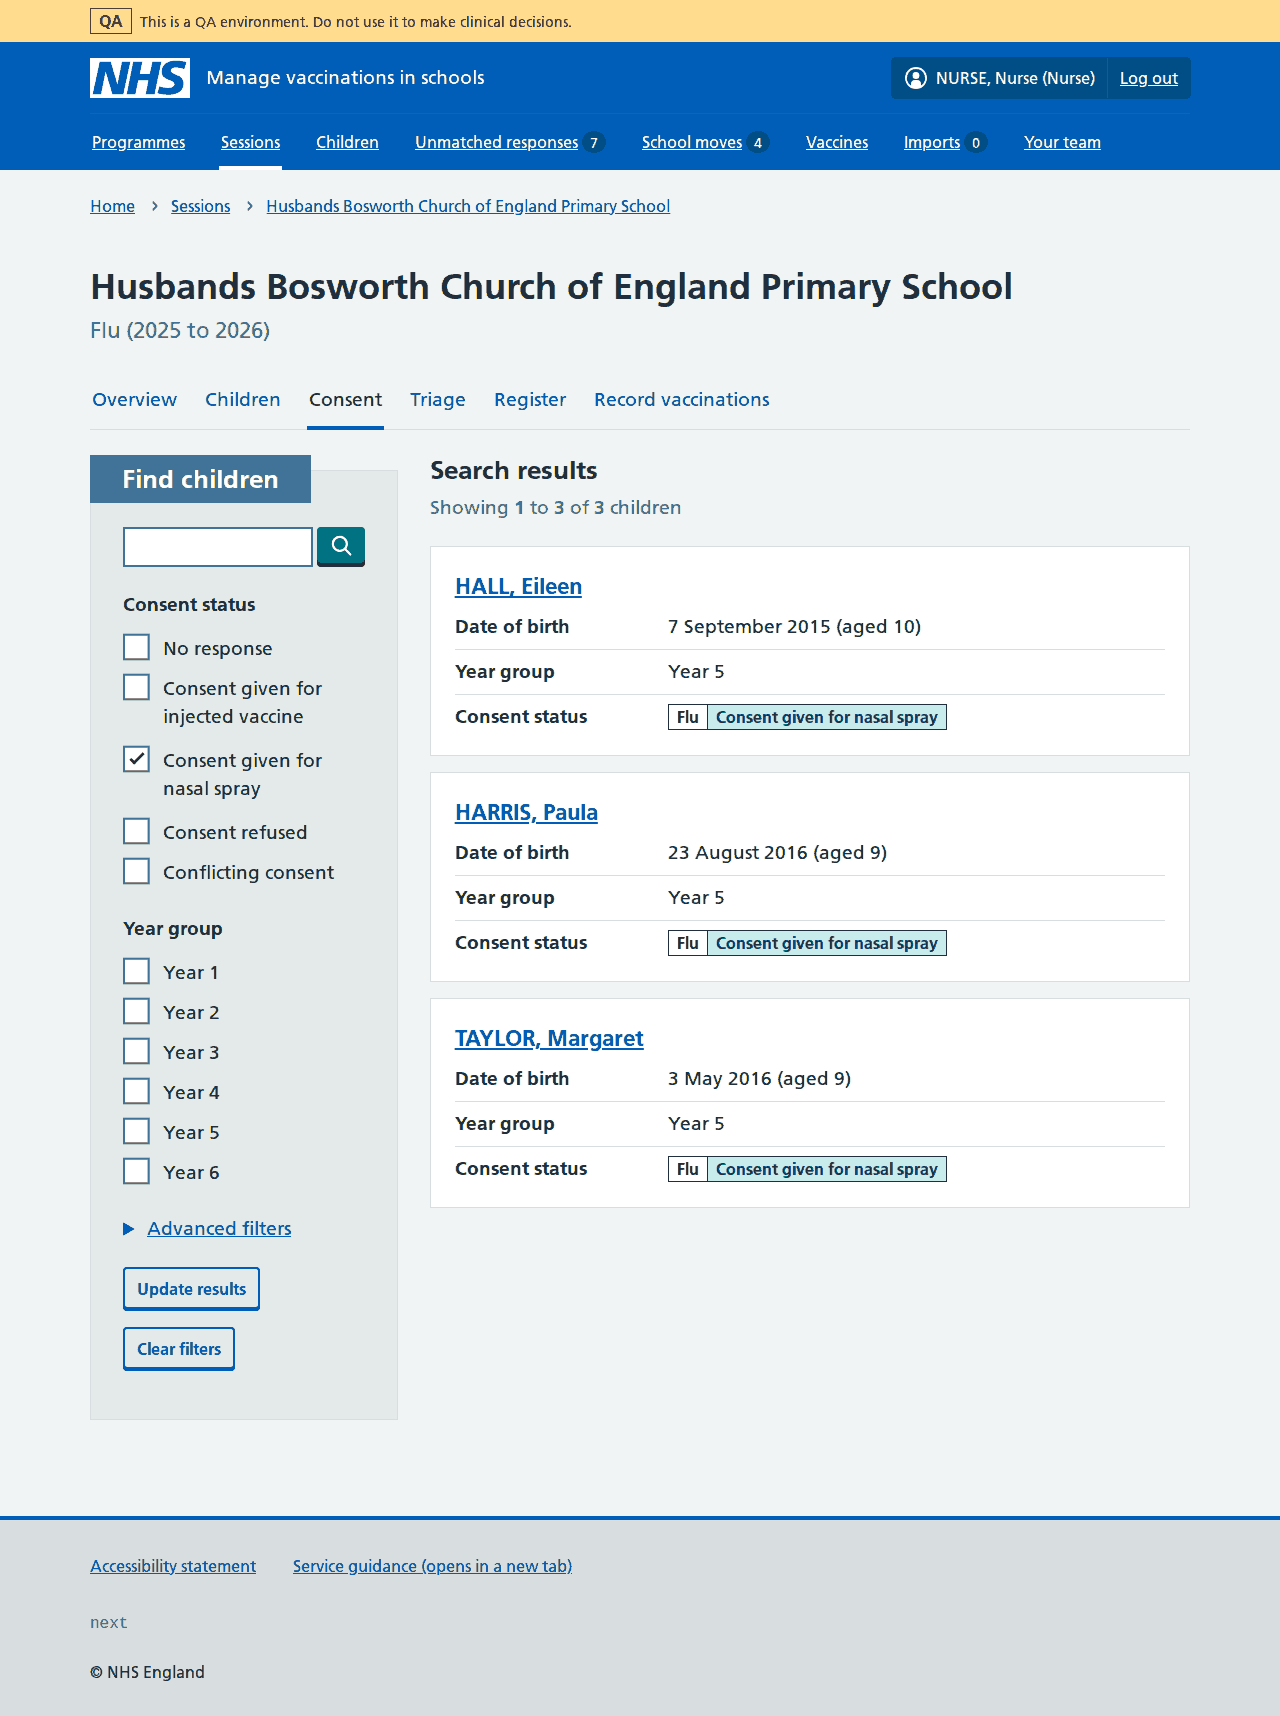 QA This is a QA environment. Do not use it to make clinical decisions.
NHS Manage vaccinations in schools NURSE, Nurse (Nurse) Log out
Programmes Sessions Children Unmatched responses 7 School moves 4 Vaccines Imports 0 Your team
Home Sessions Husbands Bosworth Church of England Primary School
Husbands Bosworth Church of England Primary School
Flu (2025 to 2026)
Overview Children Consent Triage Register Record vaccinations
Find children
Consent status
No response
Consent given for
injected vaccine
Consent given for
nasal spray
Consent refused
Conflicting consent
Year group
Year 1
Year 2
Year 3
Year 4
Year 5
Year 6
Advanced filters
Update results
Clear filters
Search results
Showing 1 to 3 of 3 children
HALL, Eileen
Date of birth 7 September 2015 (aged 10)
Year group Year 5
Consent status Flu Consent given for nasal spray
HARRIS, Paula
Date of birth 23 August 2016 (aged 9)
Year group Year 5
Consent status Flu Consent given for nasal spray
TAYLOR, Margaret
Date of birth 3 May 2016 (aged 9)
Year group Year 5
Consent status Flu Consent given for nasal spray
Accessibility statement Service guidance (opens in a new tab)
next
© NHS England